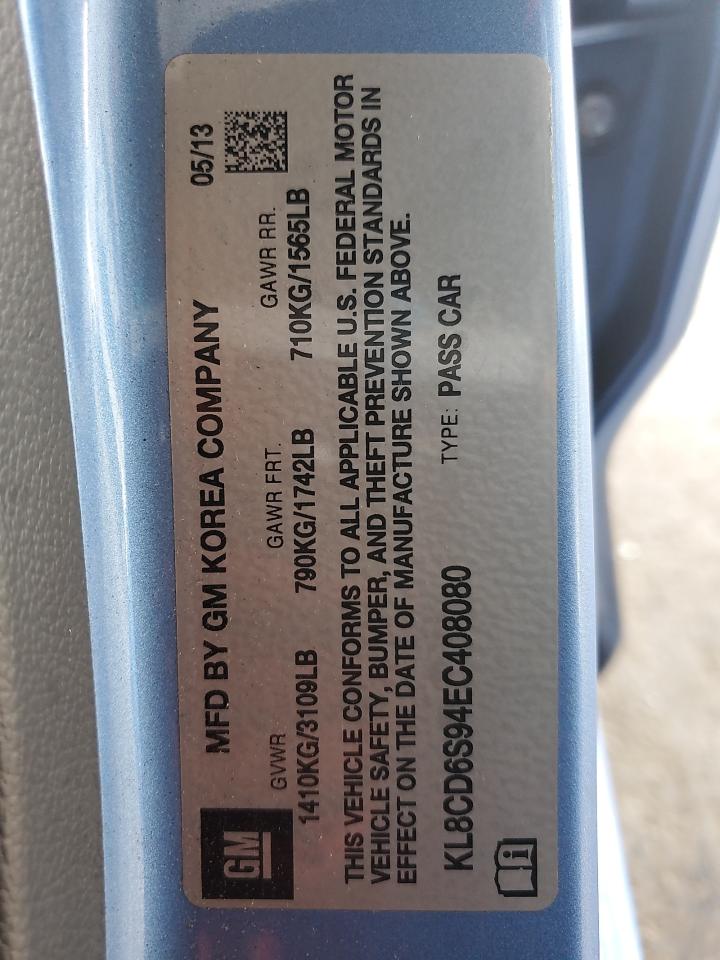 GM
MFD BY GM KOREA COMPANY 05/13
GVWR GAWR FRT. GAWR RR.
1410KG/3109LB 790KG/1742LB 710KG/1565LB
THIS VEHICLE CONFORMS TO ALL APPLICABLE U.S. FEDERAL MOTOR
VEHICLE SAFETY, BUMPER, AND THEFT PREVENTION STANDARDS IN
EFFECT ON THE DATE OF MANUFACTURE SHOWN ABOVE.
KL8CD6S94EC408080 TYPE: PASS CAR